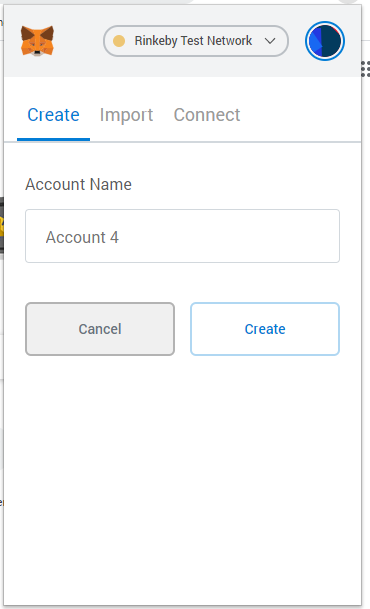 Rinkeby Test Network
Create Import Connect
Account Name
Account 4
Cancel Create